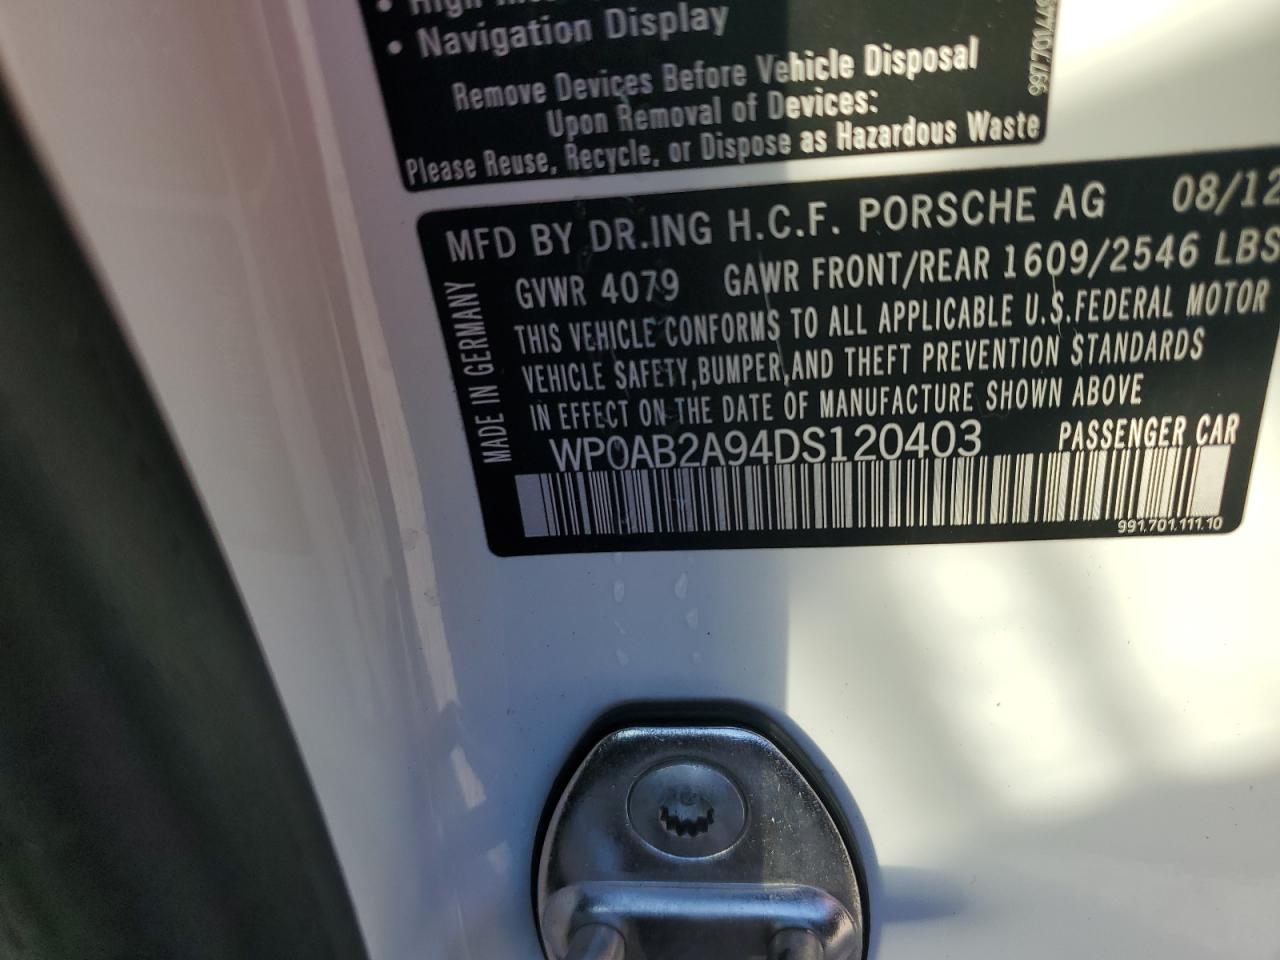 • High
• Navigation Display
Remove Devices Before Vehicle Disposal
Upon Removal of Devices:
Please Reuse, Recycle, or Dispose as Hazardous Waste
MFD BY DR.ING H.C.F. PORSCHE AG 08/12
GVWR 4079 GAWR FRONT/REAR 1609/2546 LBS
THIS VEHICLE CONFORMS TO ALL APPLICABLE U.S.FEDERAL MOTOR
VEHICLE SAFETY,BUMPER,AND THEFT PREVENTION STANDARDS
IN EFFECT ON THE DATE OF MANUFACTURE SHOWN ABOVE
WP0AB2A94DS120403 PASSENGER CAR
991.701.111.10
MADE IN GERMANY